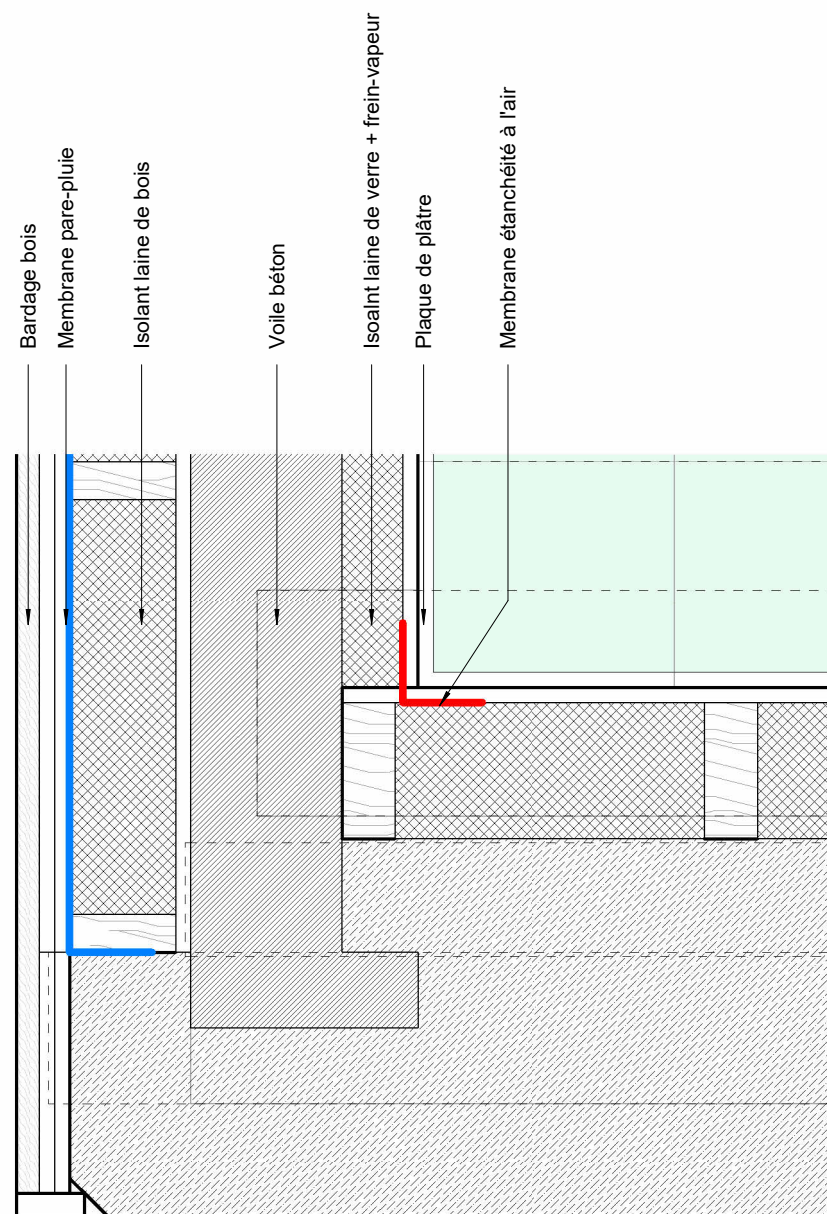 Bardage bois
Membrane pare-pluie
Isolant laine de bois
Voile béton
Isoalnt laine de verre + frein-vapeur
Plaque de plâtre
Membrane étanchéité à l'air